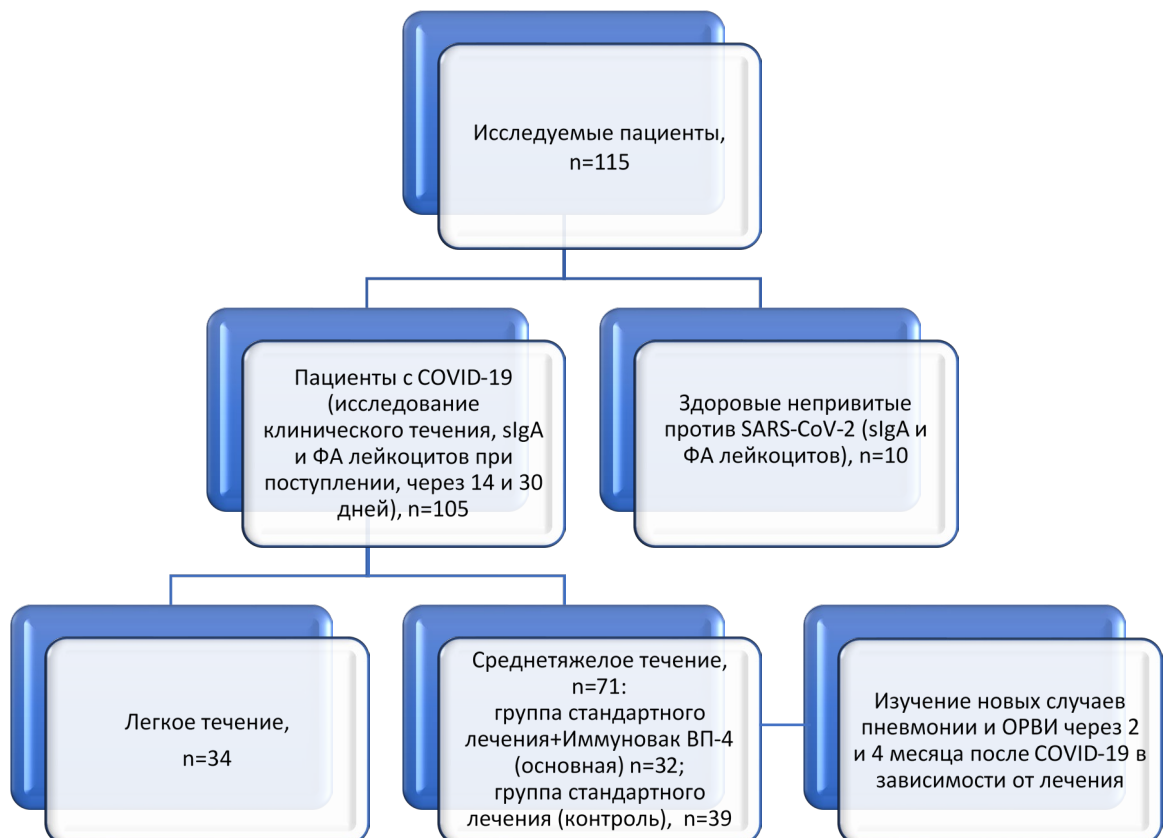 Исследуемые пациенты,
n=115
Пациенты с COVID-19
(исследование
клинического течения, sIgA
и ФА лейкоцитов при
поступлении, через 14 и 30
дней), n=105
Здоровые непривитые
против SARS-CoV-2 (sIgA и
ФА лейкоцитов), n=10
Легкое течение,
n=34
Среднетяжелое течение,
n=71:
группа стандартного
лечения+Иммуновак ВП-4
(основная) n=32;
группа стандартного
лечения (контроль), n=39
Изучение новых случаев
пневмонии и ОРВИ через 2
и 4 месяца после COVID-19 в
зависимости от лечения